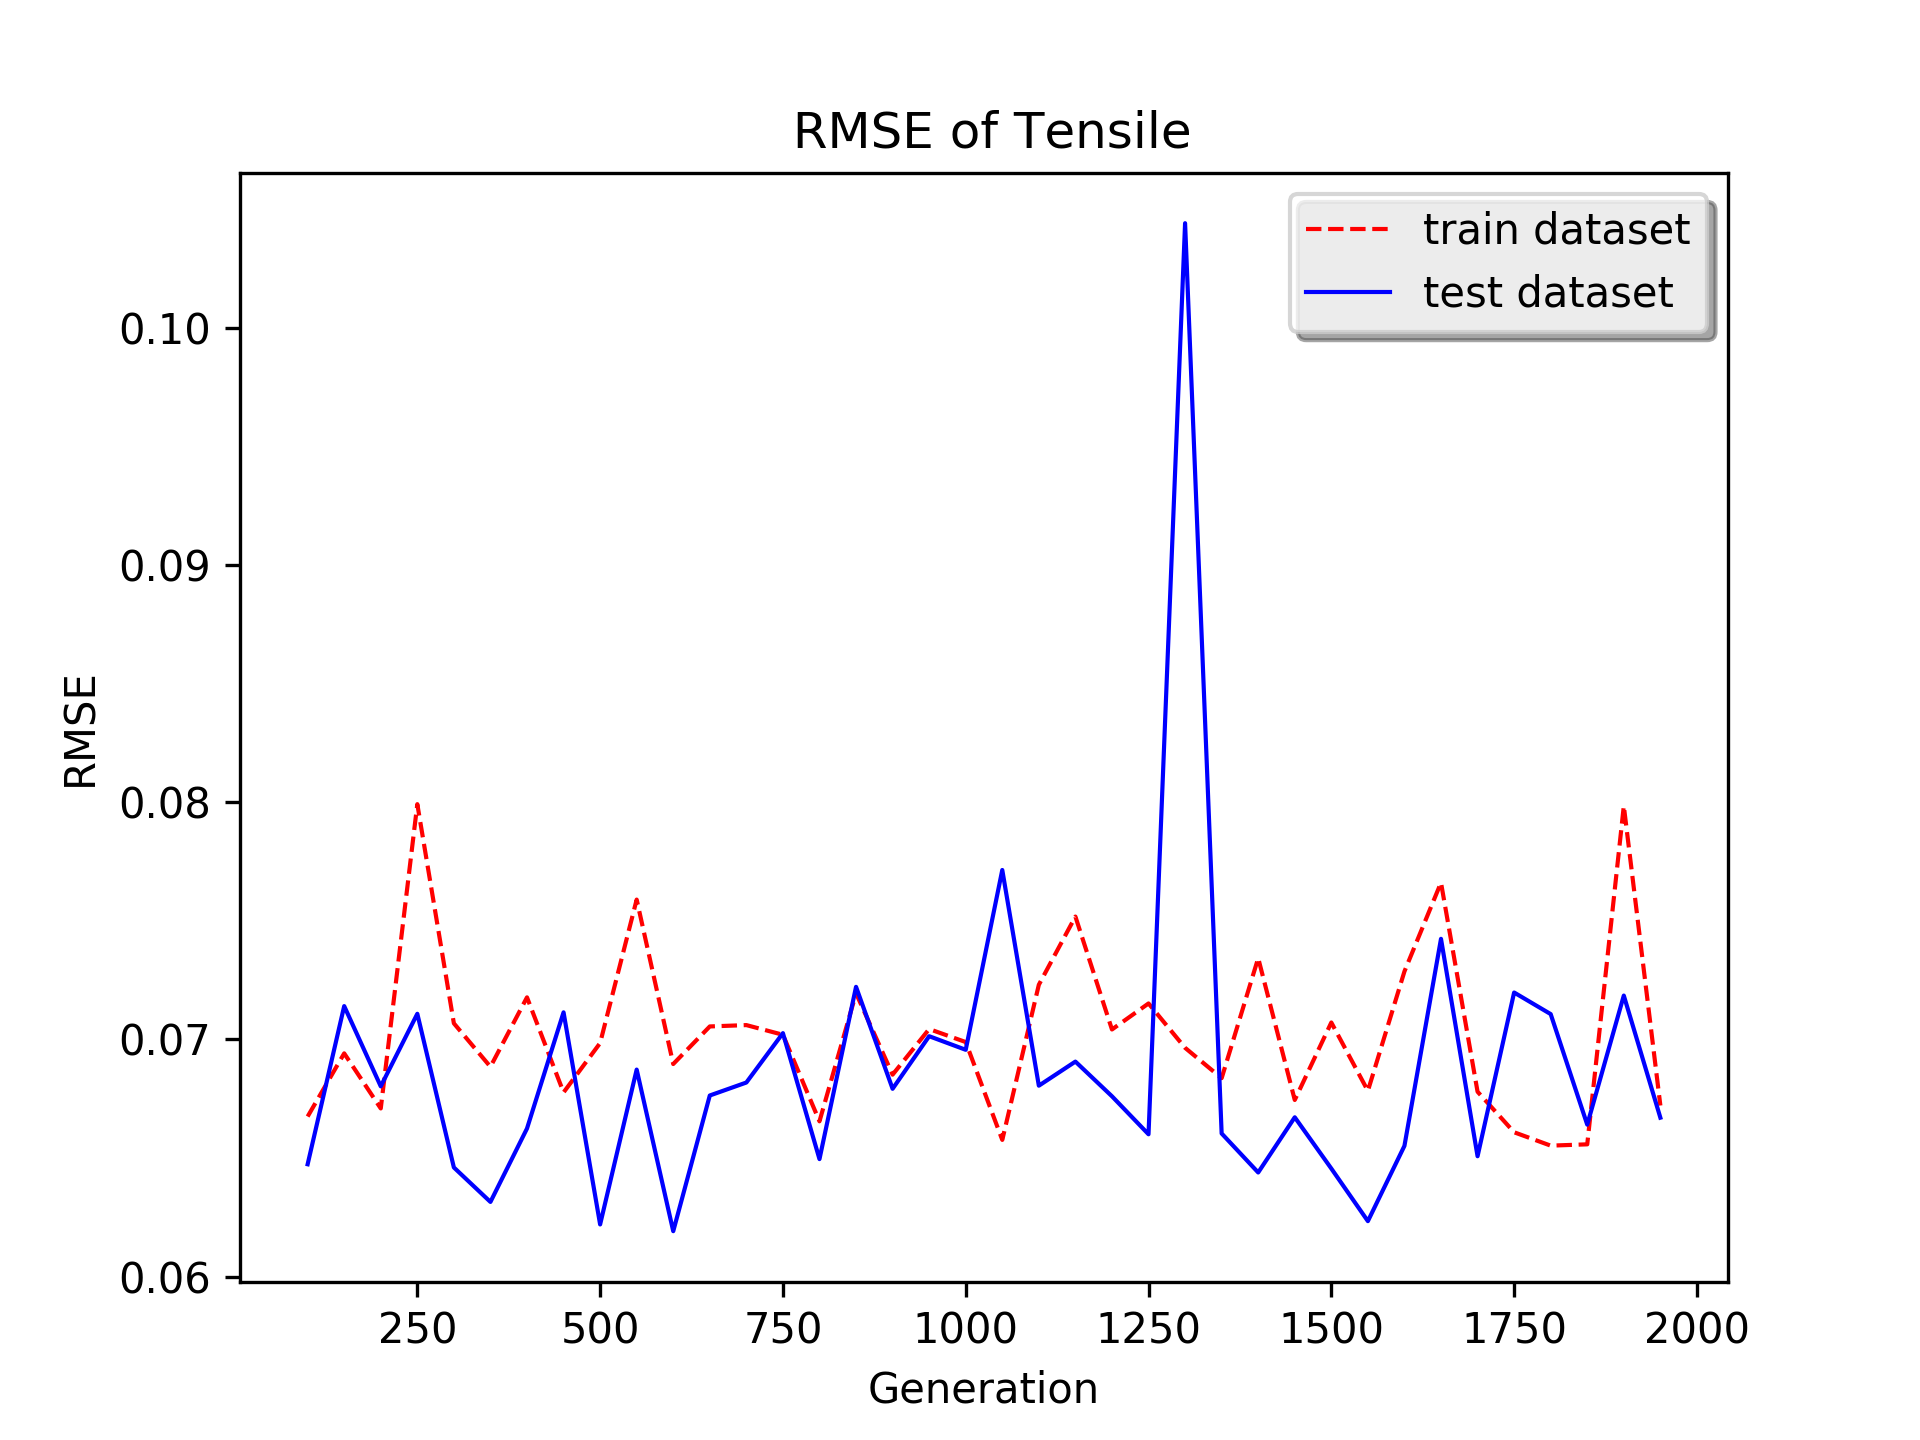 RMSE of Tensile
train dataset
test dataset
0.10
0.09
0.08
0.07
0.06
RMSE
250 500 750 1000 1250 1500 1750 2000
Generation